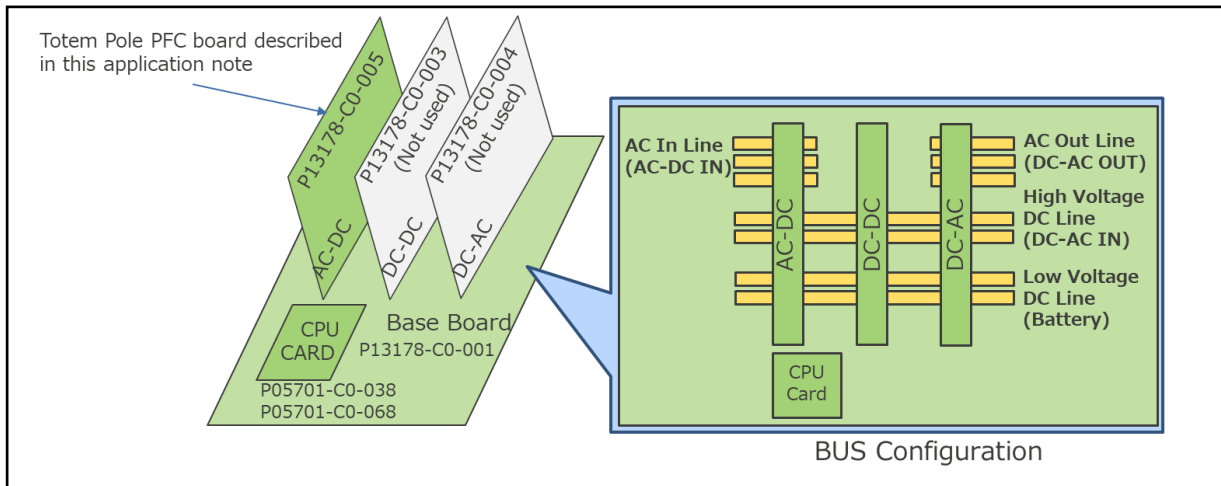 Totem Pole PFC board described
in this application note
P13178-C0-005
AC-DC
P13178-C0-003
(Not used)
DC-DC
P13178-C0-004
(Not used)
DC-AC
CPU
CARD
Base Board
P13178-C0-001
P05701-C0-038
P05701-C0-068
AC In Line
(AC-DC IN)
AC-DC
DC-DC
DC-AC
AC Out Line
(DC-AC OUT)
High Voltage
DC Line
(DC-AC IN)
Low Voltage
DC Line
(Battery)
CPU
Card
BUS Configuration